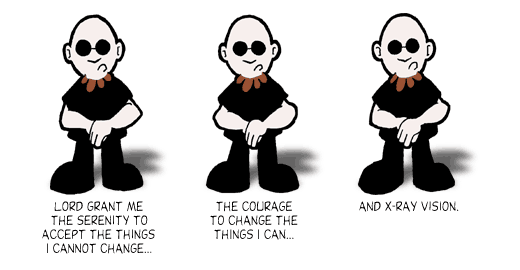 LORD GRANT ME
THE SERENITY TO
ACCEPT THE THINGS
I CANNOT CHANGE...
THE COURAGE
TO CHANGE THE
THINGS I CAN...
AND X-RAY VISION.